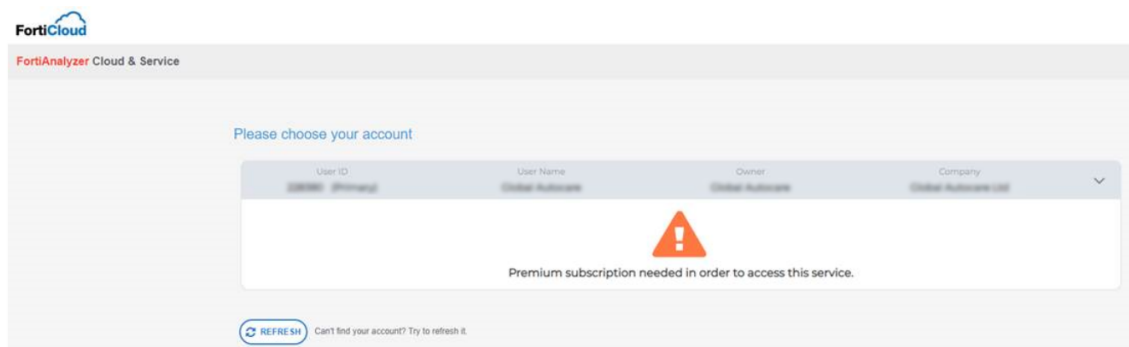 FortiCloud
FortiAnalyzer Cloud & Service
Please choose your account
User ID User Name Owner Company
Premium subscription needed in order to access this service.
REFRESH Can't find your account? Try to refresh it.